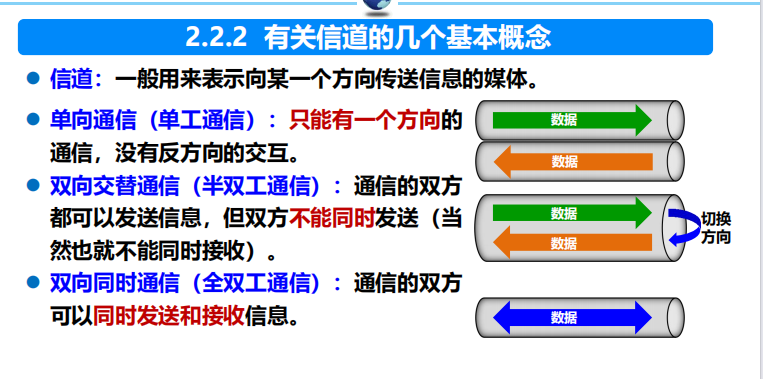 2.2.2 有关信道的几个基本概念
信道：一般用来表示向某一个方向传送信息的媒体。
单向通信（单工通信）：只能有一个方向的
通信，没有反方向的交互。
双向交替通信（半双工通信）：通信的双方
都可以发送信息，但双方不能同时发送（当
然也就不能同时接收）。
双向同时通信（全双工通信）：通信的双方
可以同时发送和接收信息。
数据
数据
数据
数据
切换
方向
数据